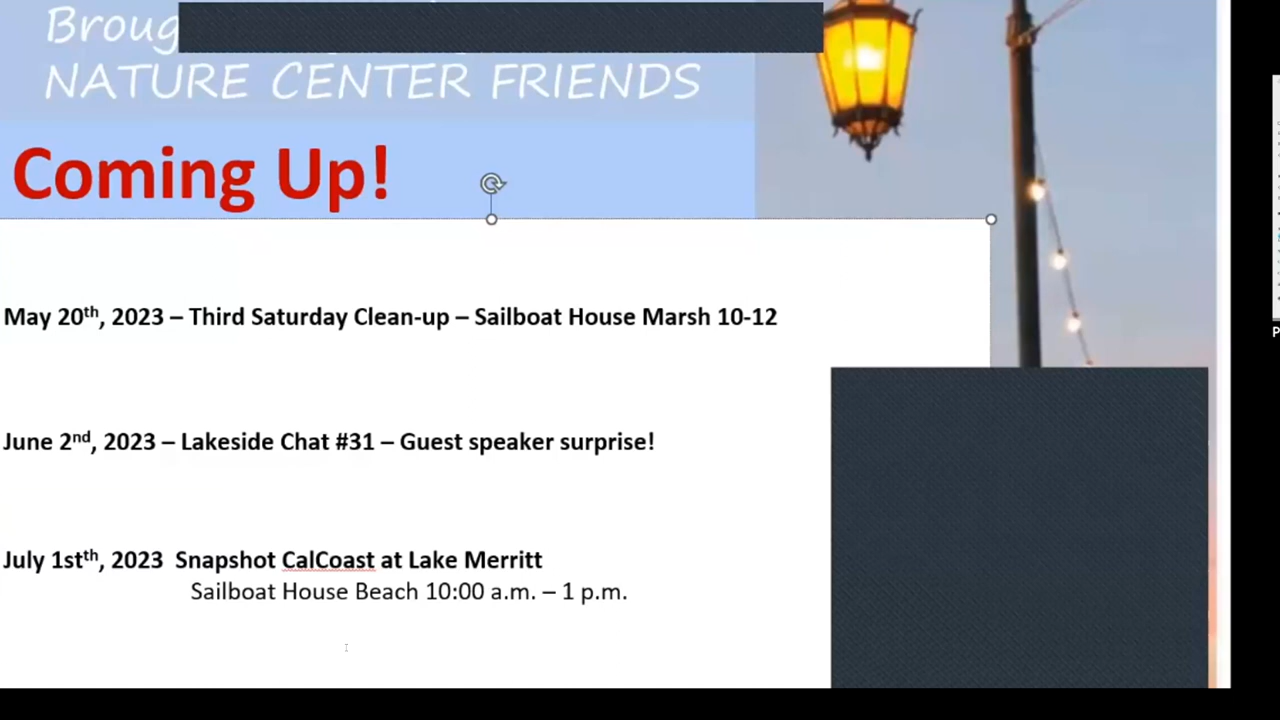 NATURE CENTER FRIENDS
Coming Up!
May 20th, 2023 – Third Saturday Clean-up – Sailboat House Marsh 10-12
June 2nd, 2023 – Lakeside Chat #31 – Guest speaker surprise!
July 1stth, 2023 Snapshot CalCoast at Lake Merritt
Sailboat House Beach 10:00 a.m. – 1 p.m.